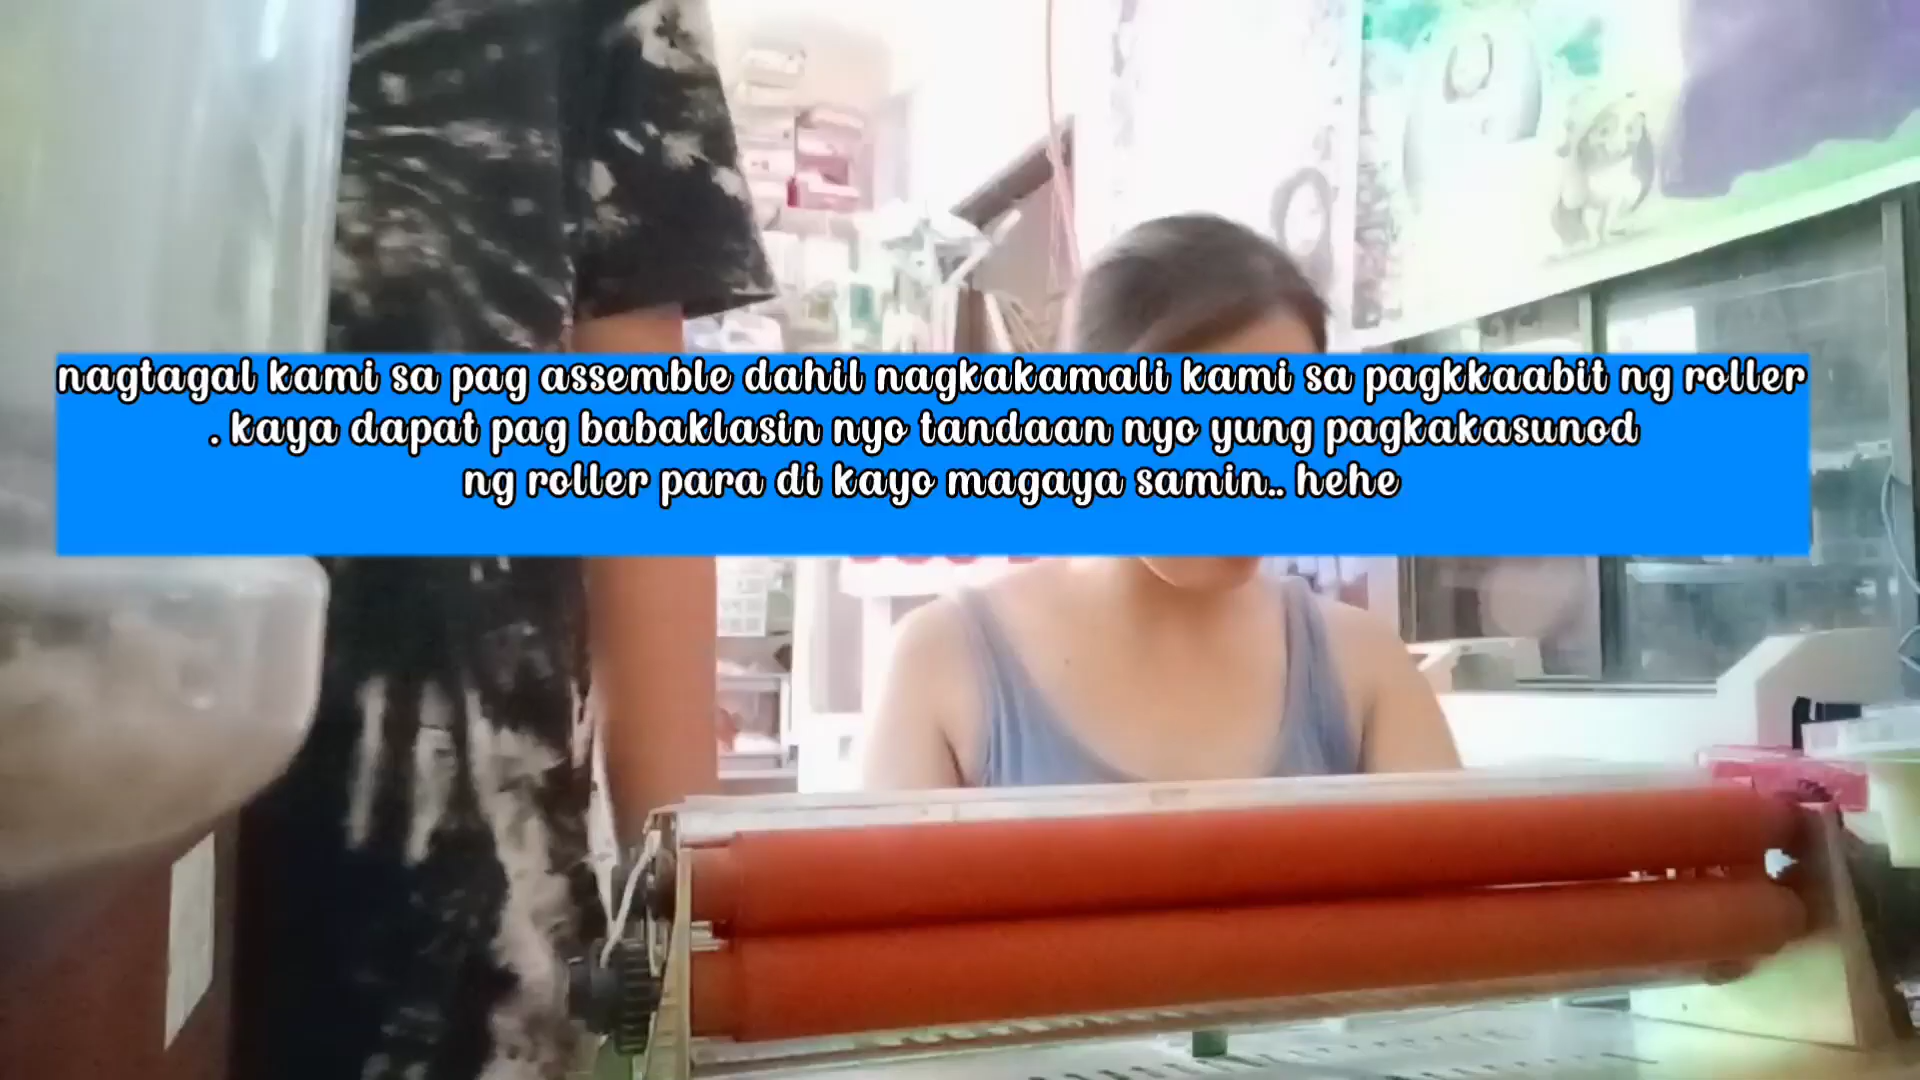 nagtagal kami sa pag assemble dahil nagkakamali kami sa pagkkaabit ng roller
. kaya dapat pag babaklasin nyo tandaan nyo yung pagkakasunod
ng roller para di kayo magaya samin.. hehe